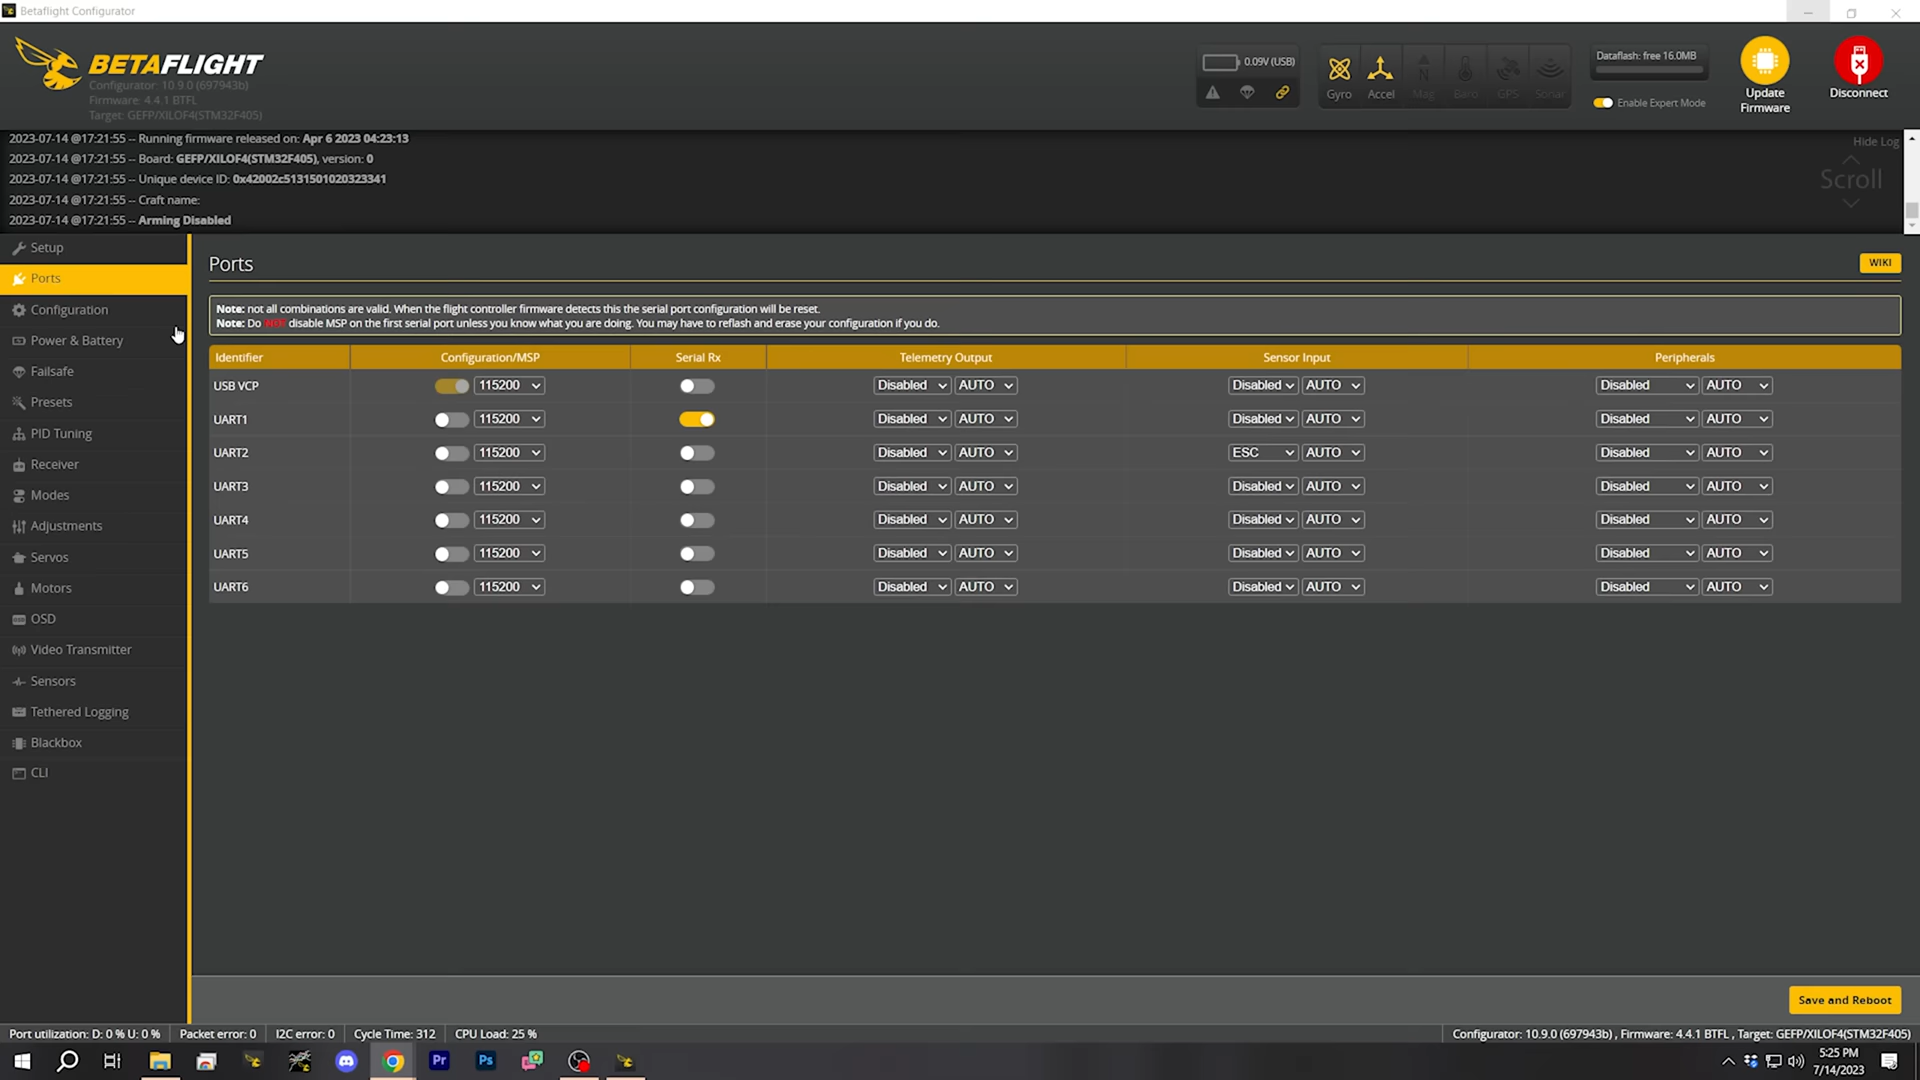 Betaflight Configurator
BETAFLIGHT
Configurator: 10.9.0 (697943b)
Firmware: 4.4.1 BTFL
Target: GEFP/XILOF4(STM32F405)
0.09V (USB)
Gyro
Accel
Mag
Baro
GPS
Sonar
Dataflash: free 16.0MB
Enable Expert Mode
Update
Firmware
Disconnect
2023-07-14 @17:21:55 -- Running firmware released on: Apr 6 2023 04:23:13
2023-07-14 @17:21:55 -- Board: GEFP/XILOF4(STM32F405), version: 0
2023-07-14 @17:21:55 -- Unique device ID: 0x42002c5131501020323341
2023-07-14 @17:21:55 -- Craft name:
2023-07-14 @17:21:55 -- Arming Disabled
Hide Log
Scroll
Setup
Ports
Configuration
Power & Battery
Failsafe
Presets
PID Tuning
Receiver
Modes
Adjustments
Servos
Motors
OSD
Video Transmitter
Sensors
Tethered Logging
Blackbox
CLI
Ports
WIKI
Note: not all combinations are valid. When the flight controller firmware detects this the serial port configuration will be reset.
Note: Do NOT disable MSP on the first serial port unless you know what you are doing. You may have to reflash and erase your configuration if you do.
Identifier Configuration/MSP Serial Rx Telemetry Output Sensor Input Peripherals
USB VCP 115200 Disabled AUTO Disabled AUTO Disabled AUTO
UART1 115200 Disabled AUTO Disabled AUTO Disabled AUTO
UART2 115200 Disabled AUTO ESC AUTO Disabled AUTO
UART3 115200 Disabled AUTO Disabled AUTO Disabled AUTO
UART4 115200 Disabled AUTO Disabled AUTO Disabled AUTO
UART5 115200 Disabled AUTO Disabled AUTO Disabled AUTO
UART6 115200 Disabled AUTO Disabled AUTO Disabled AUTO
Save and Reboot
Port utilization: D: 0 % U: 0 % Packet error: 0 I2C error: 0 Cycle Time: 312 CPU Load: 25 %
Configurator: 10.9.0 (697943b) , Firmware: 4.4.1 BTFL , Target: GEFP/XILOF4(STM32F405)
Pr
Ps
5:25 PM
7/14/2023